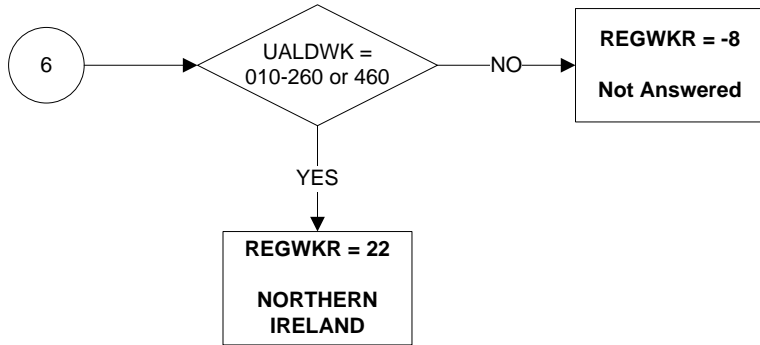 6
UALDWK =
010-260 or 460
NO
REGWKR = -8
Not Answered
YES
REGWKR = 22
NORTHERN
IRELAND